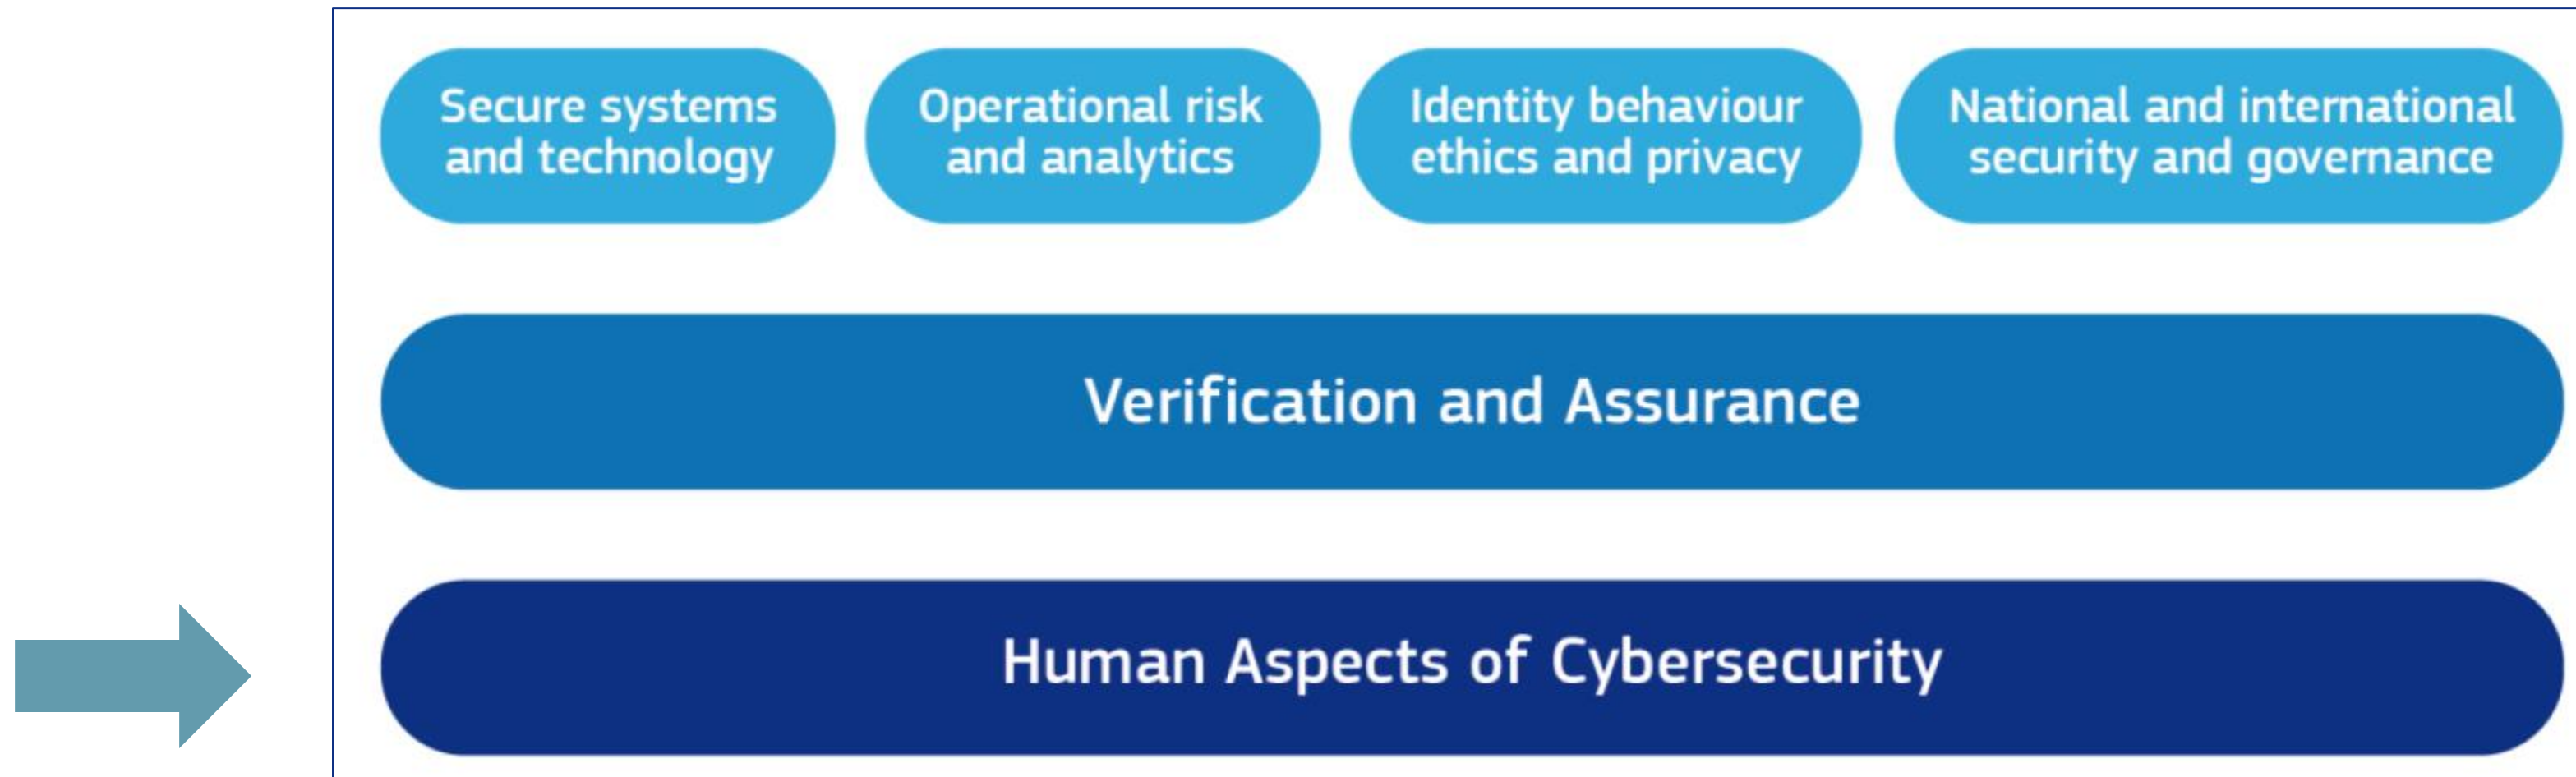 Secure systems
and technology
Operational risk
and analytics
Identity behaviour
ethics and privacy
National and international
security and governance
Verification and Assurance
Human Aspects of Cybersecurity